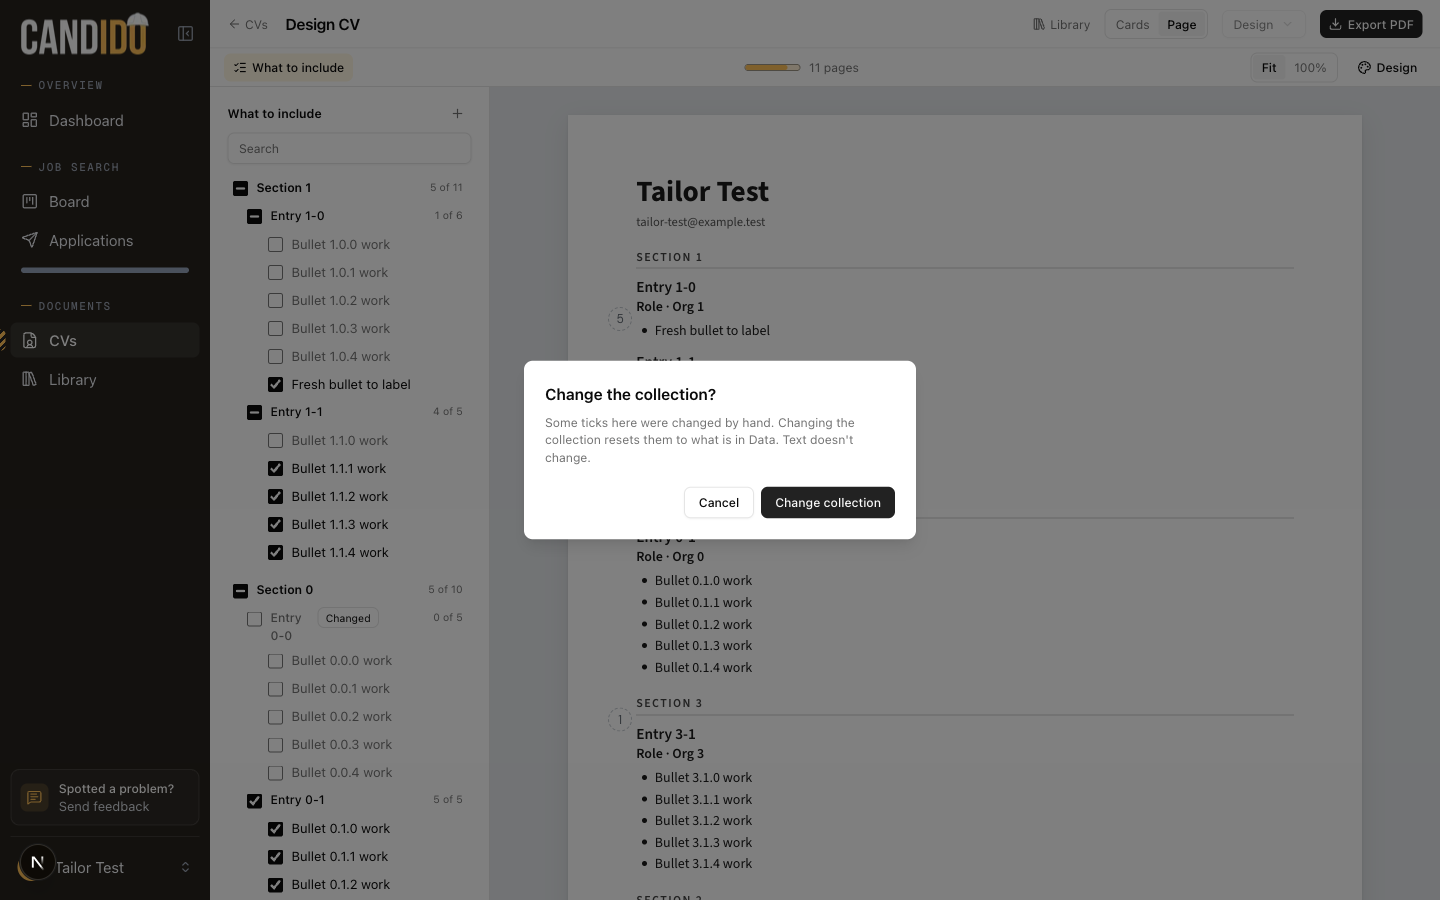 CANDIDO
OVERVIEW
Dashboard
JOB SEARCH
Board
Applications
DOCUMENTS
CVs
Library
Spotted a problem?
Send feedback
N
Tailor Test
CVs
Design CV
Library
Cards
Page
Design
Export PDF
What to include
11 pages
Fit
100%
Design
What to include
Search
Section 1
5 of 11
Entry 1-0
1 of 6
Bullet 1.0.0 work
Bullet 1.0.1 work
Bullet 1.0.2 work
Bullet 1.0.3 work
Bullet 1.0.4 work
Fresh bullet to label
Entry 1-1
4 of 5
Bullet 1.1.0 work
Bullet 1.1.1 work
Bullet 1.1.2 work
Bullet 1.1.3 work
Bullet 1.1.4 work
Section 0
5 of 10
Entry 0-0
Changed
0 of 5
Bullet 0.0.0 work
Bullet 0.0.1 work
Bullet 0.0.2 work
Bullet 0.0.3 work
Bullet 0.0.4 work
Entry 0-1
5 of 5
Bullet 0.1.0 work
Bullet 0.1.1 work
Bullet 0.1.2 work
Tailor Test
tailor-test@example.test
SECTION 1
Entry 1-0
Role · Org 1
5
Fresh bullet to label
Entry 1-1
Change the collection?
Some ticks here were changed by hand. Changing the
collection resets them to what is in Data. Text doesn't
change.
Cancel
Change collection
Entry 0-1
Role · Org 0
Bullet 0.1.0 work
Bullet 0.1.1 work
Bullet 0.1.2 work
Bullet 0.1.3 work
Bullet 0.1.4 work
SECTION 3
1
Entry 3-1
Role · Org 3
Bullet 3.1.0 work
Bullet 3.1.1 work
Bullet 3.1.2 work
Bullet 3.1.3 work
Bullet 3.1.4 work